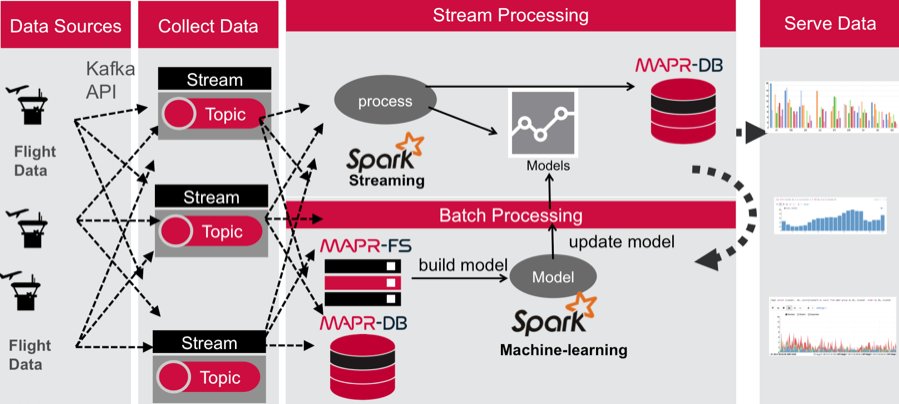 Data Sources
Collect Data
Stream Processing
Serve Data
Kafka
API
Flight
Data
Flight
Data
Stream
Topic
Stream
Topic
Stream
Topic
process
Spark
Streaming
Models
MAPR-DB
Batch Processing
MAPR-FS
build model
update model
Model
MAPR-DB
Spark
Machine-learning